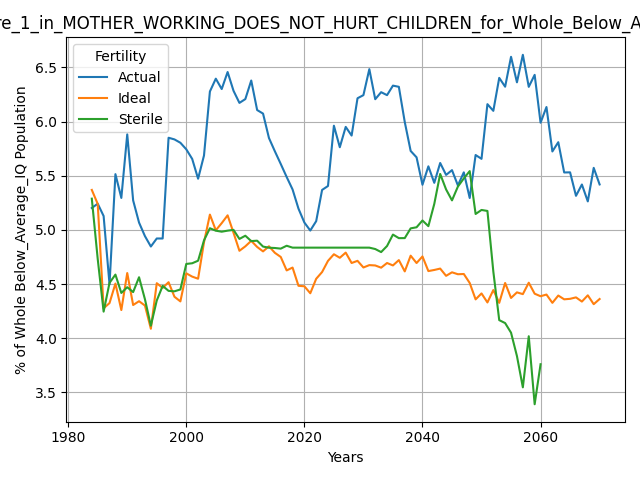 re_1_in_MOTHER_WORKING_DOES_NOT_HURT_CHILDREN_for_Whole_Below_A
Fertility
Actual
Ideal
Sterile
% of Whole Below_Average_IQ Population
6.5
6.0
5.5
5.0
4.5
4.0
3.5
1980
2000
2020
2040
2060
Years